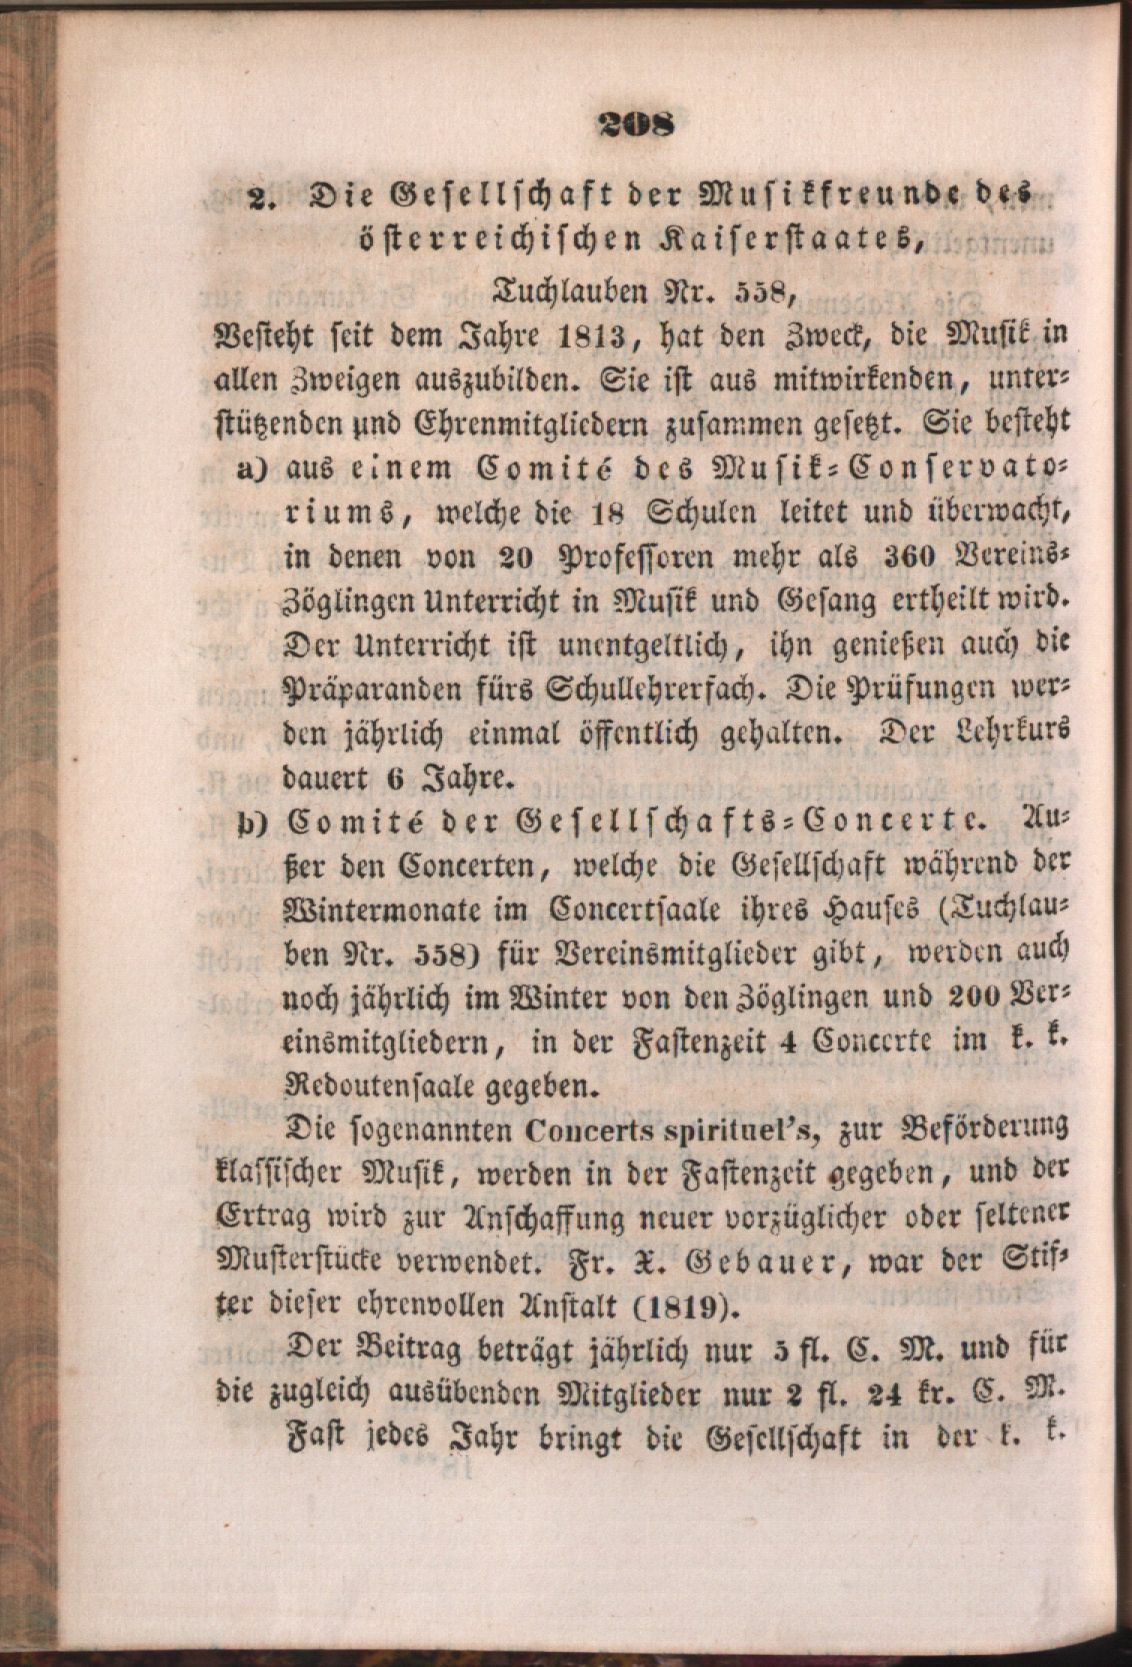 208
2. Die Gesellschaft der Musikfreunde des
österreichischen Kaiserstaates,
Tuchlauben Nr. 558,
Besteht seit dem Jahre 1813, hat den Zweck, die Musik in
allen Zweigen auszubilden. Sie ist aus mitwirkenden, unter-
stützenden und Ehrenmitgliedern zusammen gesetzt. Sie besteht
a) aus einem Comité des Musik-Conservato-
riums, welche die 18 Schulen leitet und überwacht,
in denen von 20 Professoren mehr als 360 Vereins-
Zöglingen Unterricht in Musik und Gesang ertheilt wird.
Der Unterricht ist unentgeltlich, ihn genießen auch die
Präparanden fürs Schullehrerfach. Die Prüfungen wer-
den jährlich einmal öffentlich gehalten. Der Lehrkurs
dauert 6 Jahre.
b) Comité der Gesellschafts-Concerte. Au-
ßer den Concerten, welche die Gesellschaft während der
Wintermonate im Concertsaale ihres Hauses (Tuchlau-
ben Nr. 558) für Vereinsmitglieder gibt, werden auch
noch jährlich im Winter von den Zöglingen und 200 Ver-
einsmitgliedern, in der Fastenzeit 4 Concerte im k. k.
Redoutensaale gegeben.
Die sogenannten Concerts spirituel's, zur Beförderung
klassischer Musik, werden in der Fastenzeit gegeben, und der
Ertrag wird zur Anschaffung neuer vorzüglicher oder seltener
Musterstücke verwendet. Fr. X. Gebauer, war der Stif-
ter dieser ehrenvollen Anstalt (1819).
Der Beitrag beträgt jährlich nur 5 fl. C. M. und für
die zugleich ausübenden Mitglieder nur 2 fl. 24 kr. C. M.
Fast jedes Jahr bringt die Gesellschaft in der k. k.